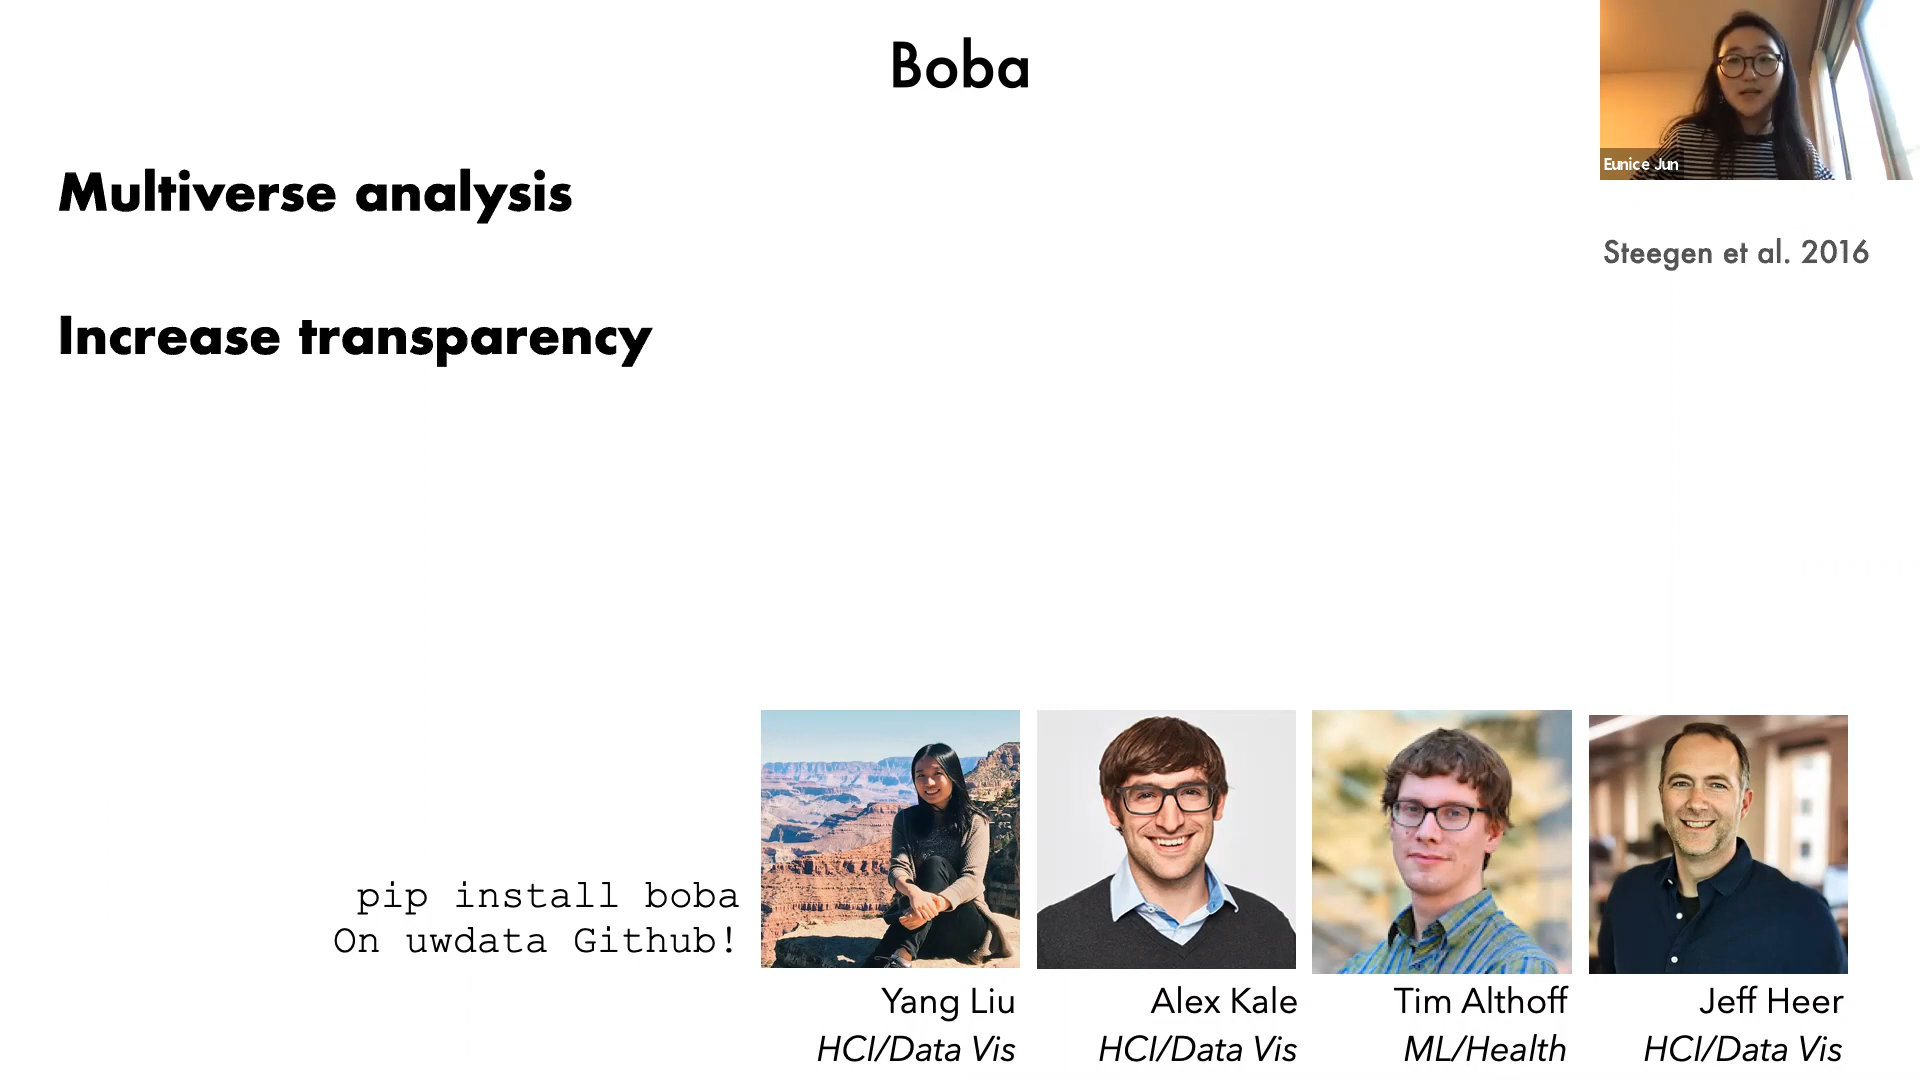 Boba
Eunice Jun
Multiverse analysis
Steegen et al. 2016
Increase transparency
pip install boba
On uwdata Github!
Yang Liu
HCI/Data Vis
Alex Kale
HCI/Data Vis
Tim Althoff
ML/Health
Jeff Heer
HCI/Data Vis